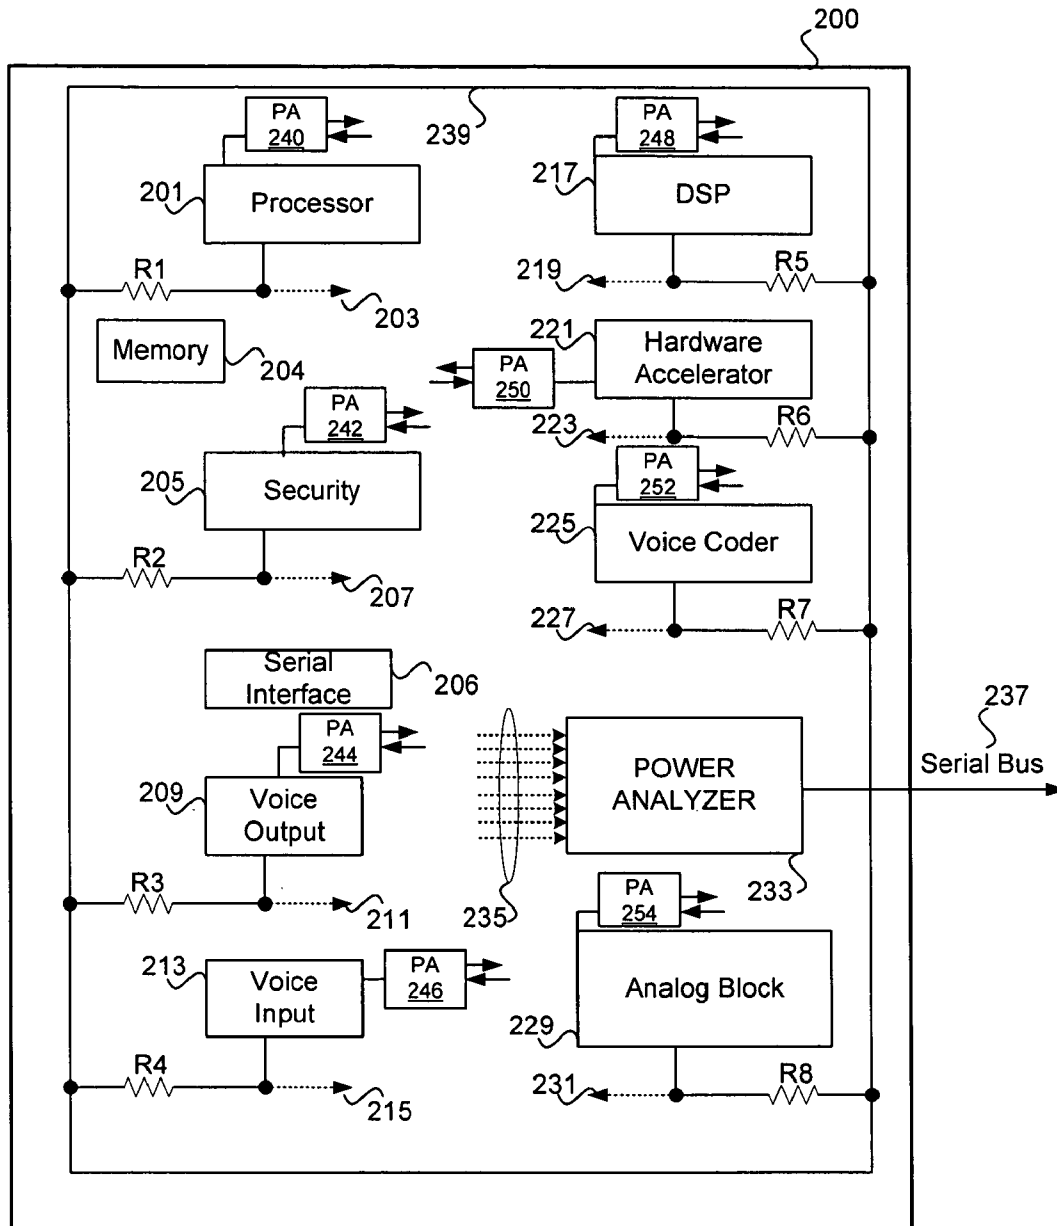 200
PA
240
239
201
Processor
R1
203
Memory
204
PA
242
205
Security
R2
207
Serial
Interface
206
PA
244
209
Voice
Output
R3
211
213
Voice
Input
PA
246
R4
215
PA
248
217
DSP
219
R5
221
Hardware
Accelerator
PA
250
223
R6
PA
252
225
Voice Coder
227
R7
235
POWER
ANALYZER
233
237
Serial Bus
PA
254
Analog Block
229
231
R8